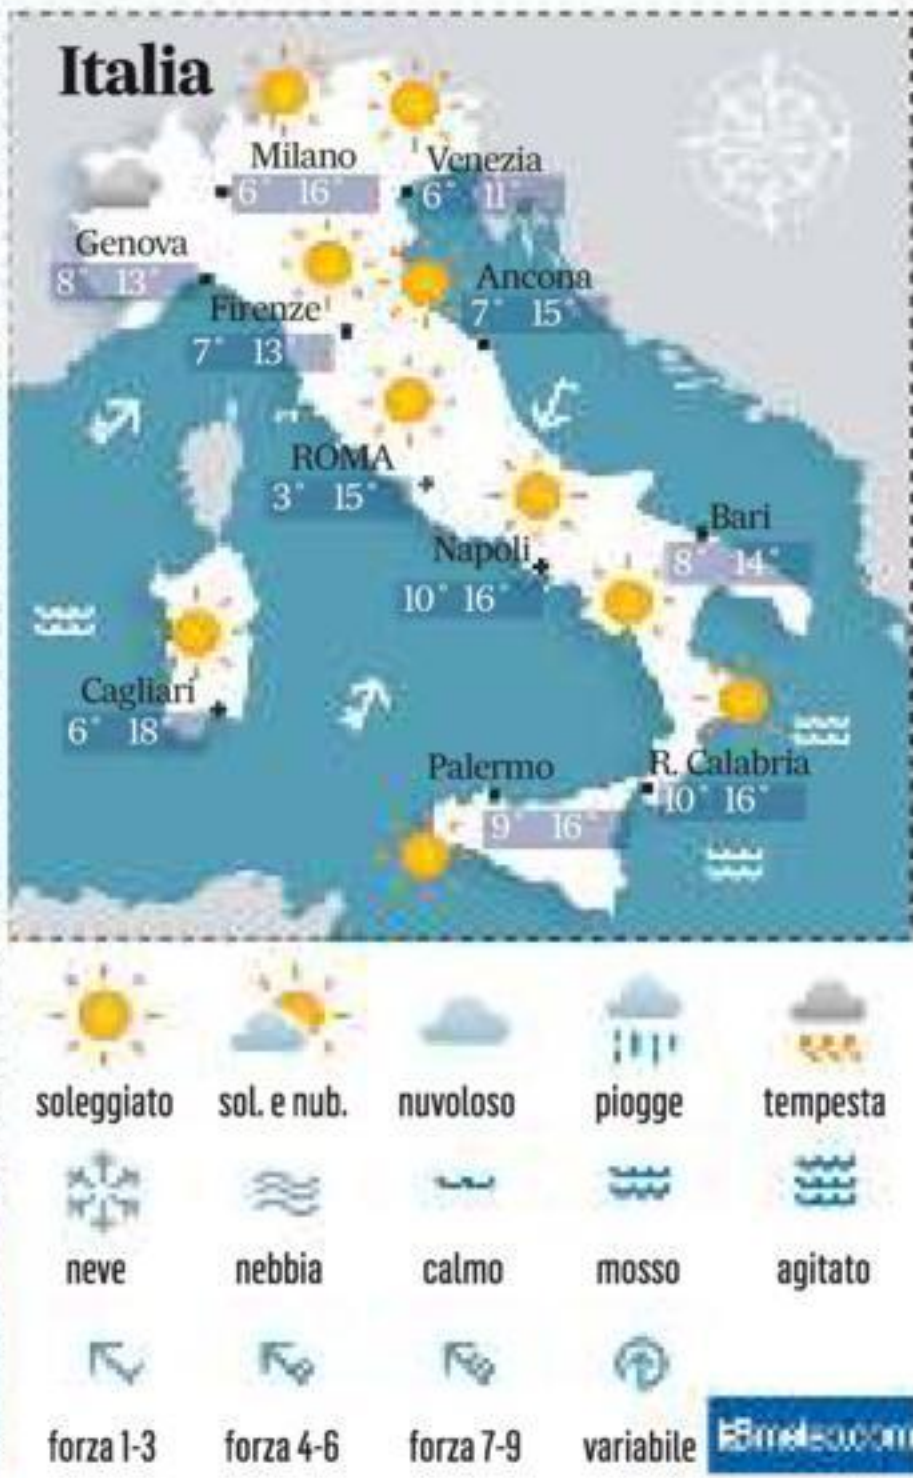 Italia
Milano
6° 16°
Venezia
6° 11°
Genova
8° 13°
Ancona
7° 15°
Firenze
7° 13
ROMA
3° 15°
Bari
8° 14°
Napoli
10° 16°
Cagliari
6° 18°
Palermo
9° 16°
R. Calabria
10° 16°
soleggiato sol. e nub. nuvoloso piogge tempesta
neve nebbia calmo mosso agitato
forza 1-3 forza 4-6 forza 7-9 variabile